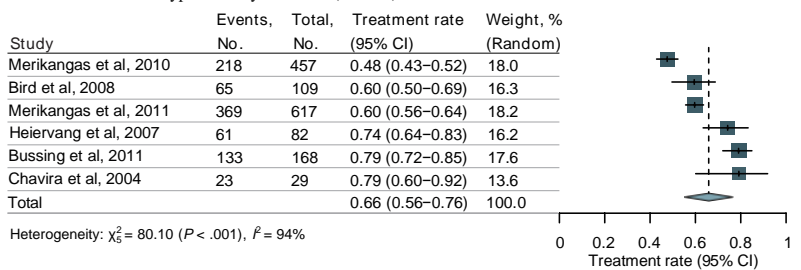 Events, Total, Treatment rate Weight, %
Study No. No. (95% CI) (Random)
Merikangas et al, 2010 218 457 0.48 (0.43−0.52) 18.0
Bird et al, 2008 65 109 0.60 (0.50−0.69) 16.3
Merikangas et al, 2011 369 617 0.60 (0.56−0.64) 18.2
Heiervang et al, 2007 61 82 0.74 (0.64−0.83) 16.2
Bussing et al, 2011 133 168 0.79 (0.72−0.85) 17.6
Chavira et al, 2004 23 29 0.79 (0.60−0.92) 13.6
Total 0.66 (0.56−0.76) 100.0
Heterogeneity: χ²₅ = 80.10 (P < .001), I² = 94%
0 0.2 0.4 0.6 0.8 1
Treatment rate (95% CI)